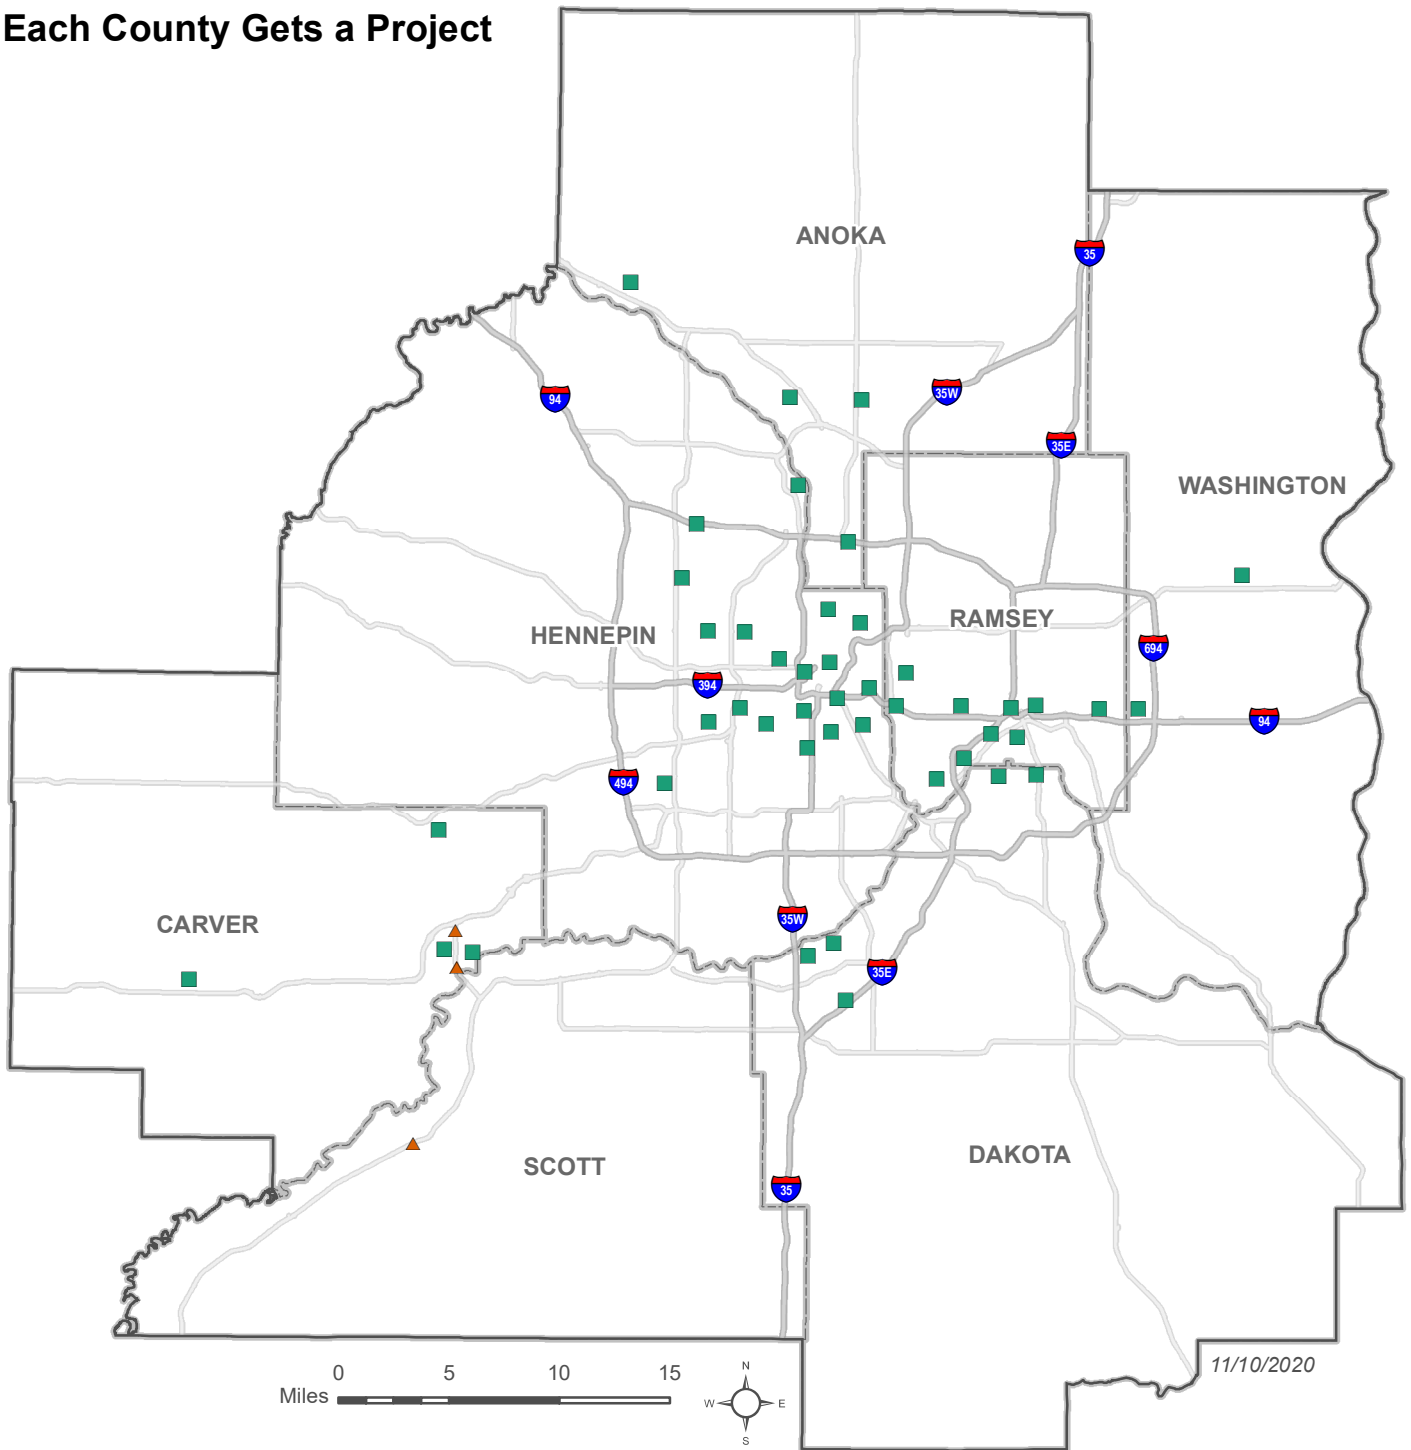 Each County Gets a Project
ANOKA
35
94
35W
35E
WASHINGTON
HENNEPIN
RAMSEY
694
394
94
494
CARVER
35W
35E
SCOTT
DAKOTA
35
0 5 10 15
Miles
N
W E
S
11/10/2020